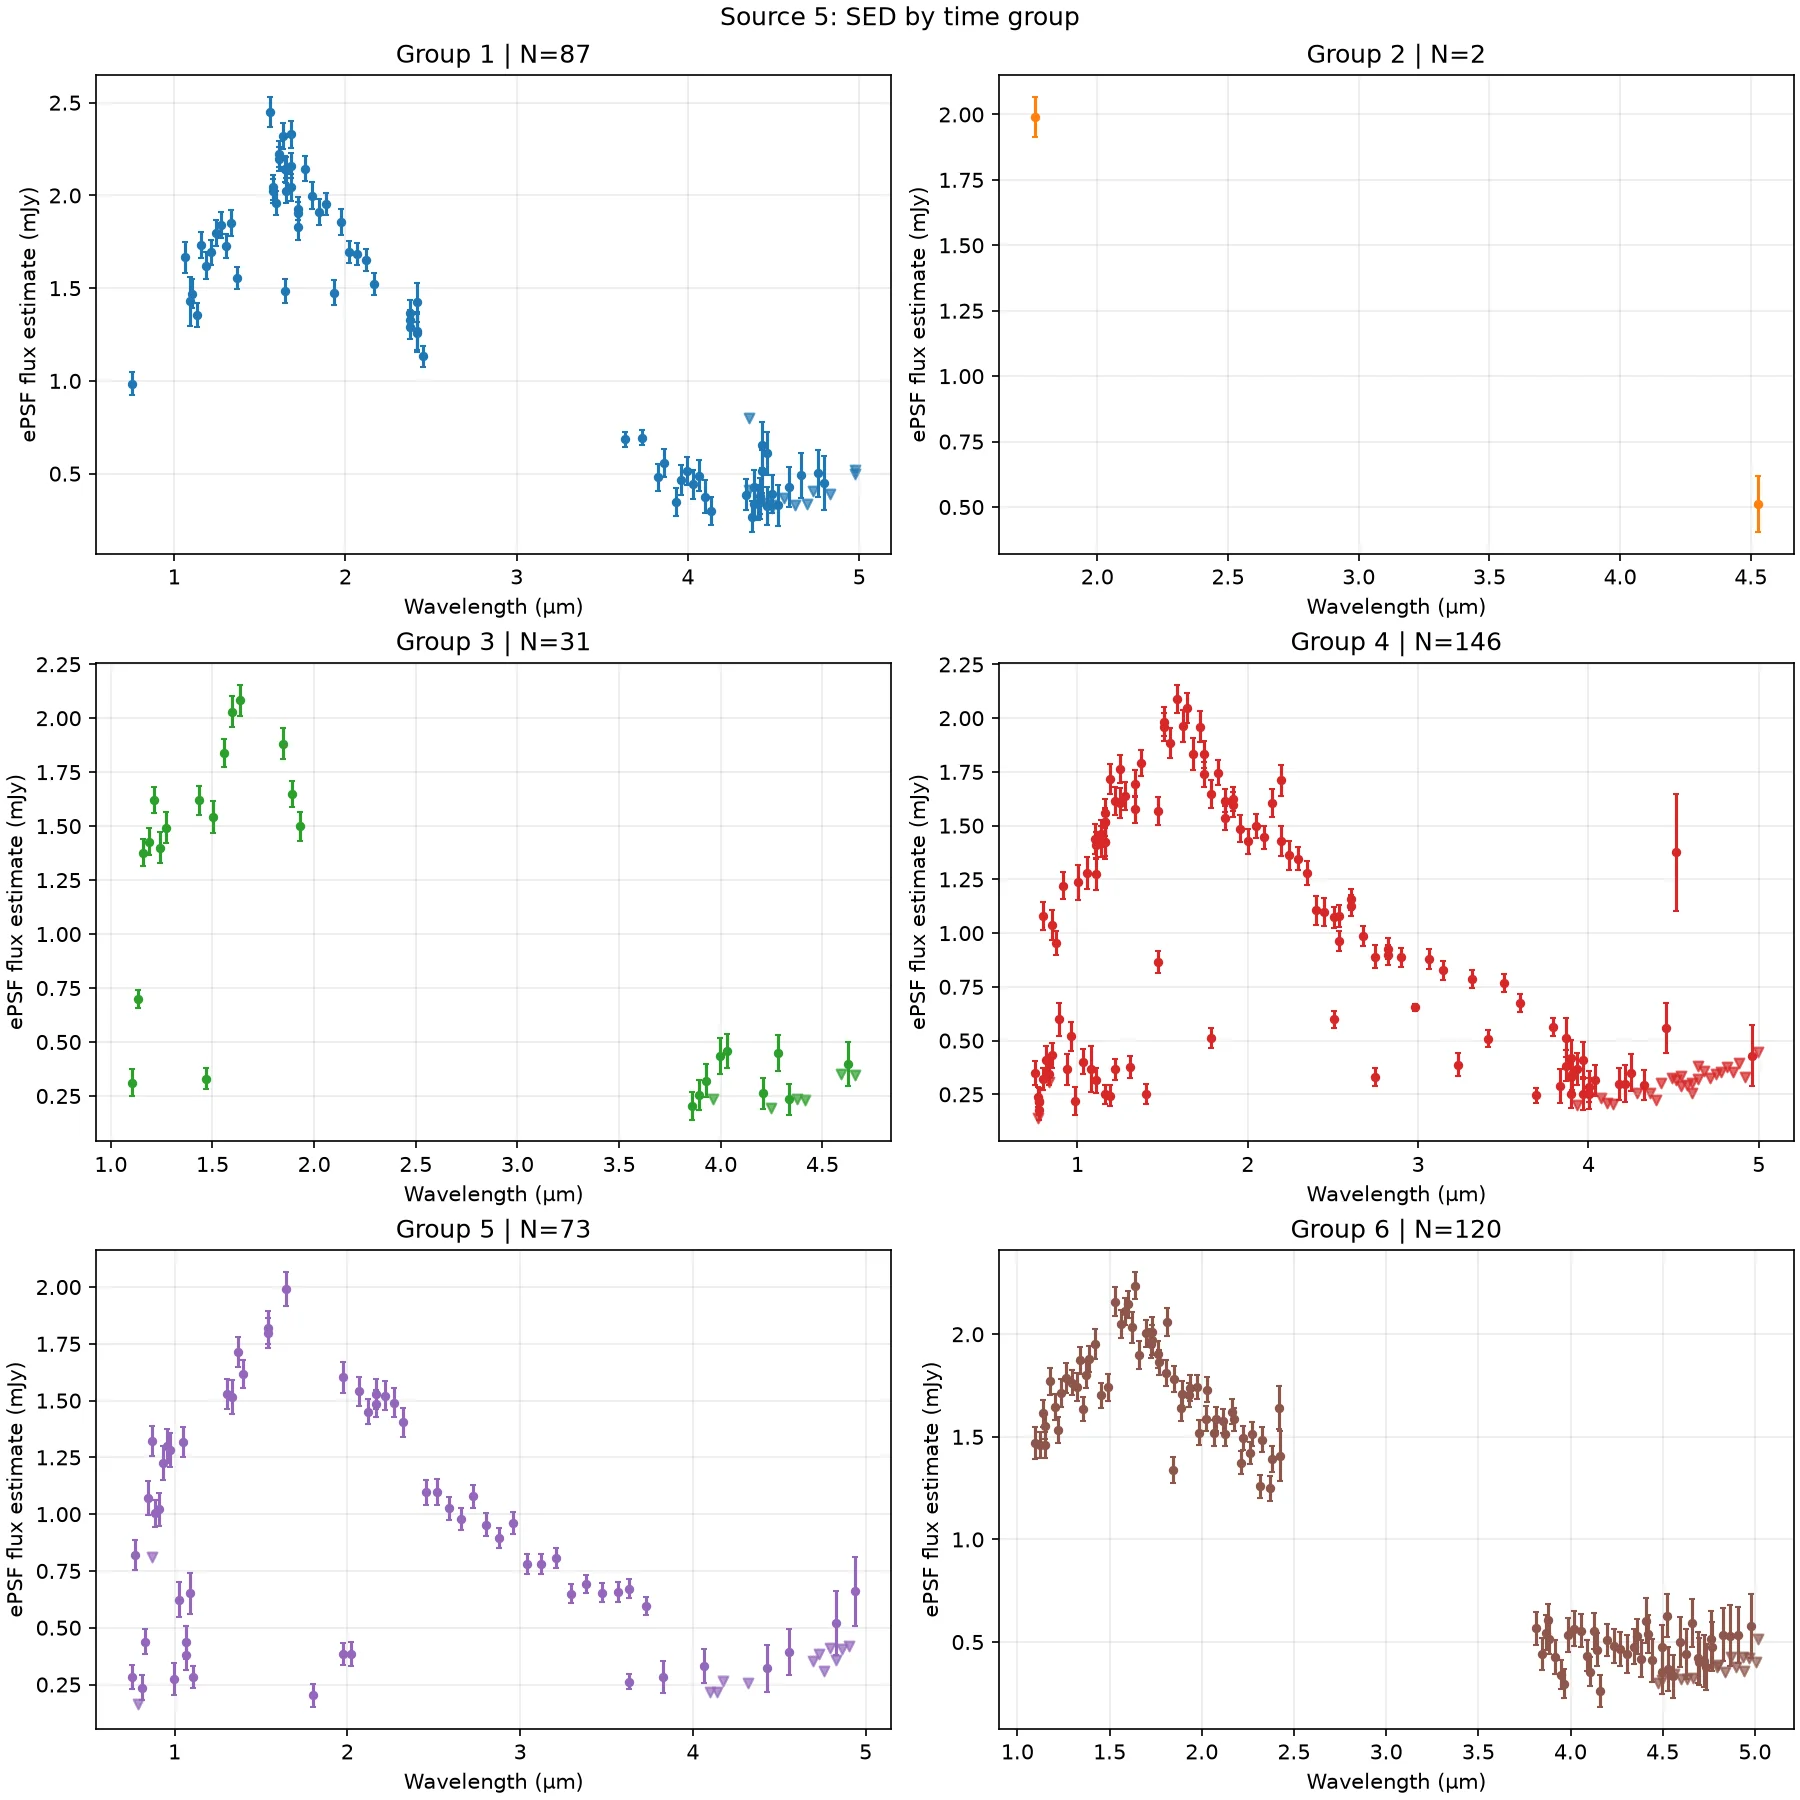 Source 5: SED by time group
Group 1 | N=87
ePSF flux estimate (mJy)
2.5
2.0
1.5
1.0
0.5
1 2 3 4 5
Wavelength (μm)
Group 2 | N=2
ePSF flux estimate (mJy)
2.00
1.75
1.50
1.25
1.00
0.75
0.50
2.0 2.5 3.0 3.5 4.0 4.5
Wavelength (μm)
Group 3 | N=31
ePSF flux estimate (mJy)
2.25
2.00
1.75
1.50
1.25
1.00
0.75
0.50
0.25
1.0 1.5 2.0 2.5 3.0 3.5 4.0 4.5
Wavelength (μm)
Group 4 | N=146
ePSF flux estimate (mJy)
2.25
2.00
1.75
1.50
1.25
1.00
0.75
0.50
0.25
1 2 3 4 5
Wavelength (μm)
Group 5 | N=73
ePSF flux estimate (mJy)
2.00
1.75
1.50
1.25
1.00
0.75
0.50
0.25
1 2 3 4 5
Wavelength (μm)
Group 6 | N=120
ePSF flux estimate (mJy)
2.0
1.5
1.0
0.5
1.0 1.5 2.0 2.5 3.0 3.5 4.0 4.5 5.0
Wavelength (μm)